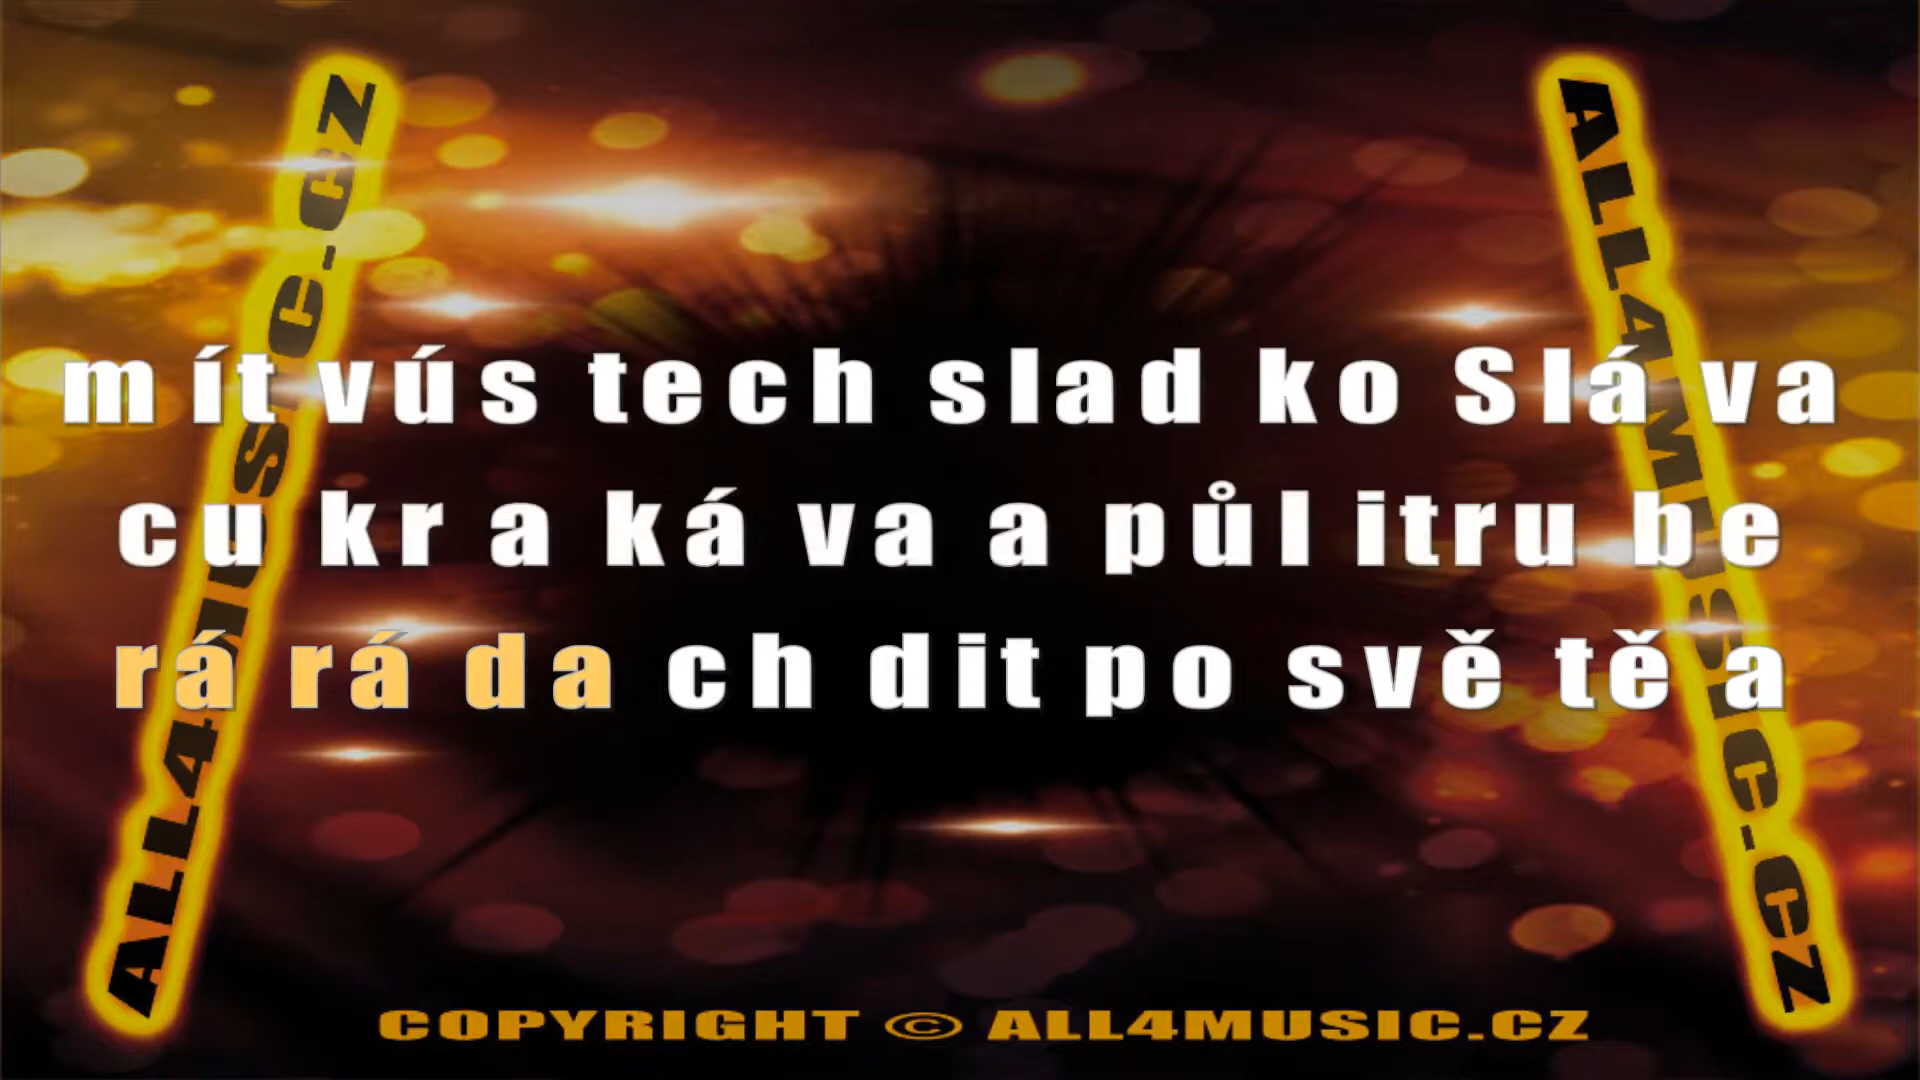 mít vús tech slad ko Slá va
cu kr a ká va a půl itru be
rá rá da ch dit po svě tě a
ALL4MUSIC.CZ
ALL4MUSIC.CZ
COPYRIGHT © ALL4MUSIC.CZ